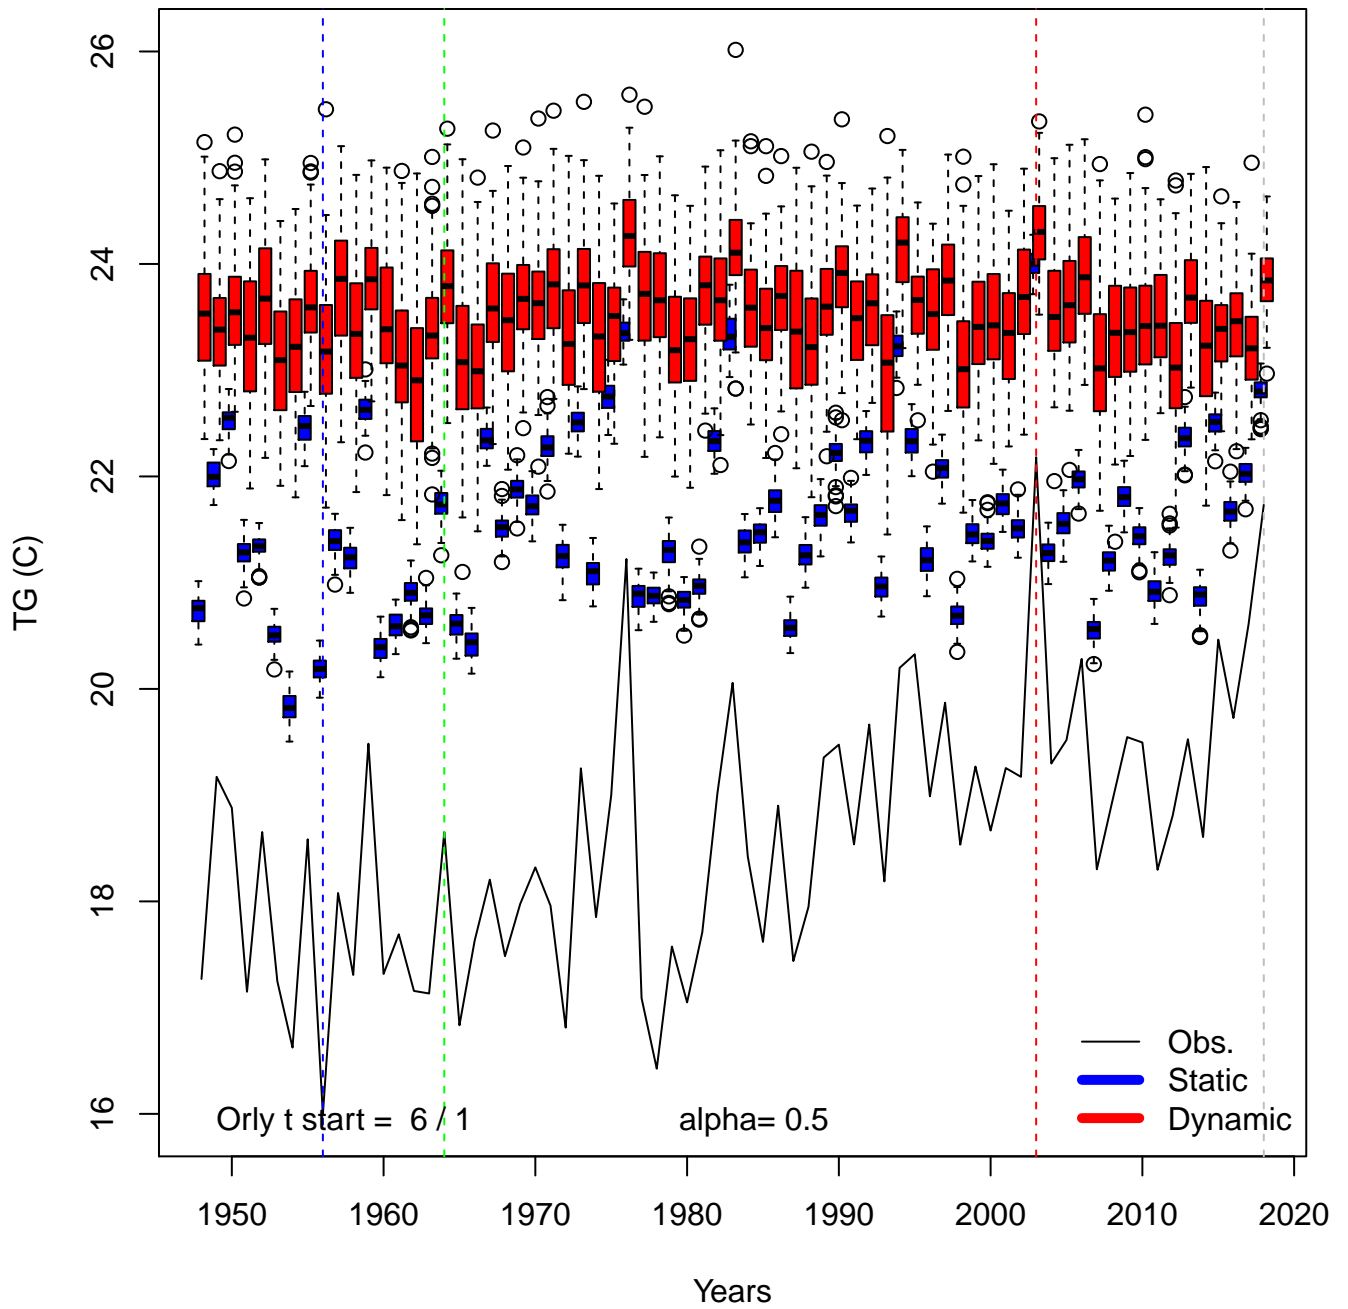 26
24
22
20
18
16
TG (C)
Obs.
Static
Dynamic
Orly t start =  6 / 1
alpha= 0.5
1950 1960 1970 1980 1990 2000 2010 2020
Years